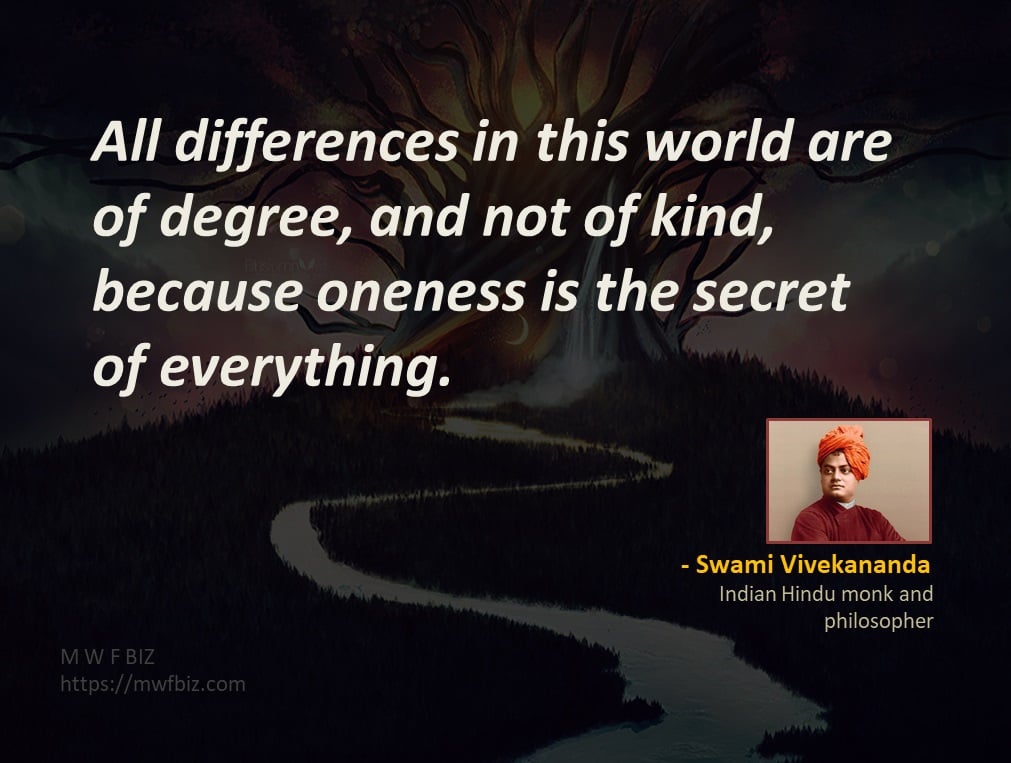 All differences in this world are
of degree, and not of kind,
because oneness is the secret
of everything.
- Swami Vivekananda
Indian Hindu monk and
philosopher
M W F BIZ
https://mwfbiz.com